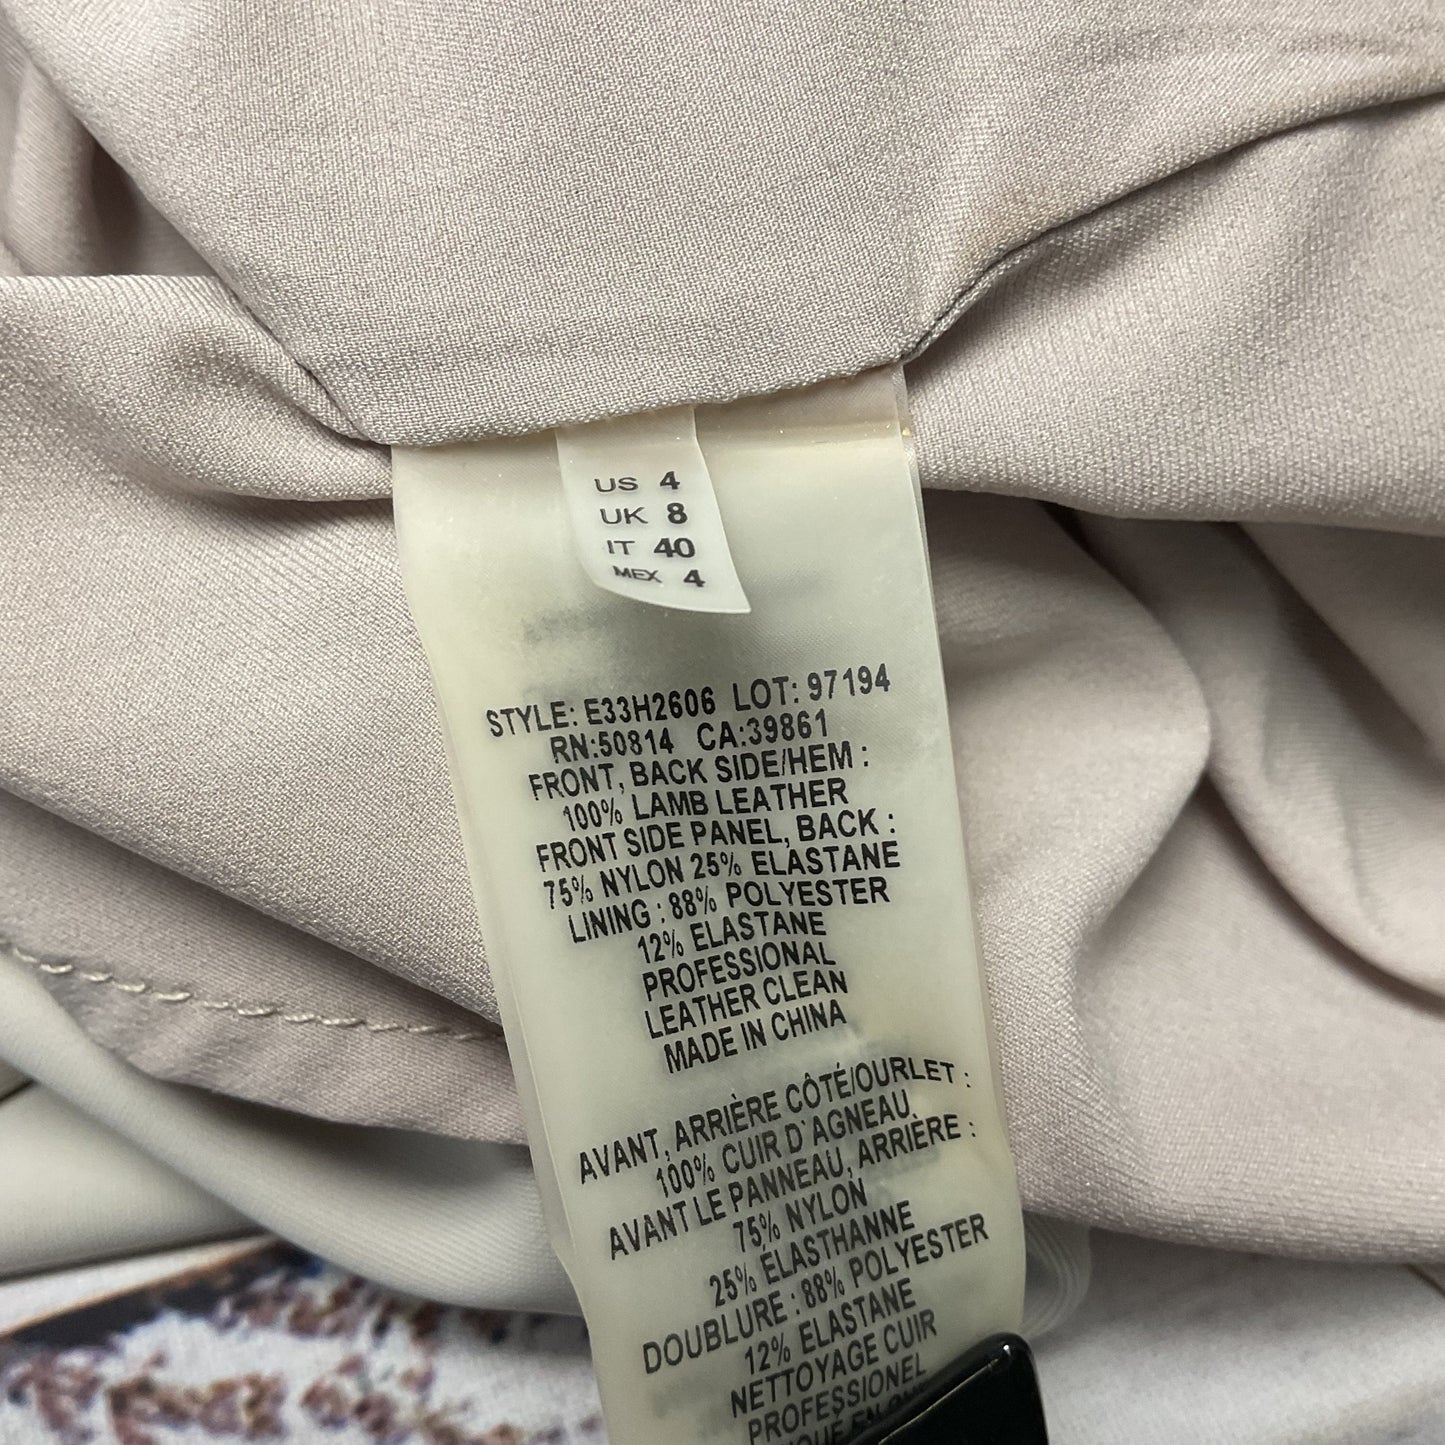 US 4
UK 8
IT 40
MEX 4
STYLE: E33H2606 LOT: 97194
RN:50814 CA:39861
FRONT, BACK SIDE/HEM :
100% LAMB LEATHER
FRONT SIDE PANEL, BACK :
75% NYLON 25% ELASTANE
LINING : 88% POLYESTER
12% ELASTANE
PROFESSIONAL
LEATHER CLEAN
MADE IN CHINA
AVANT, ARRIÈRE CÔTÉ/OURLET :
100% CUIR D'AGNEAU.
AVANT LE PANNEAU, ARRIÈRE :
75% NYLON
25% ÉLASTHANNE
DOUBLURE : 88% POLYESTER
12% ELASTANE
NETTOYAGE CUIR
PROFESSIONEL